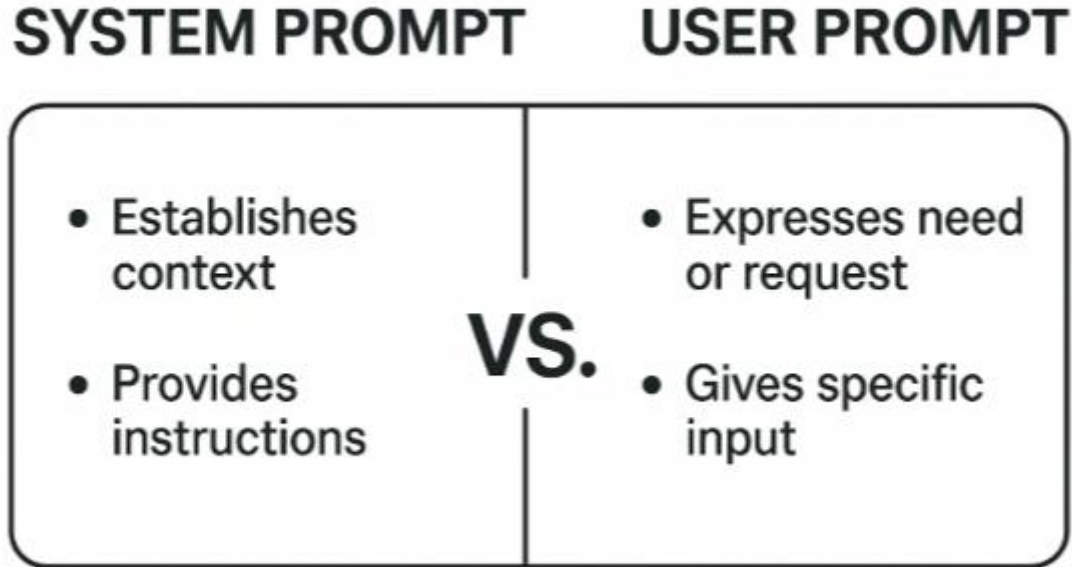 SYSTEM PROMPT
USER PROMPT
• Establishes
context
• Provides
instructions
VS.
• Expresses need
or request
• Gives specific
input